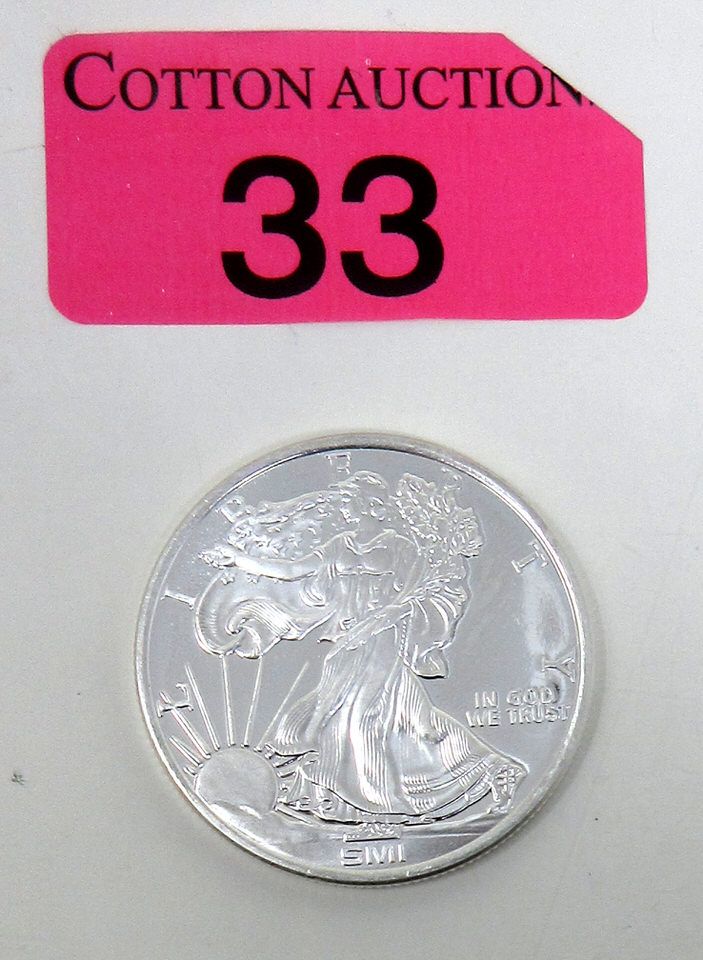 COTTON AUCTION
33
LIBERTY
IN GOD
WE TRUST
SMI